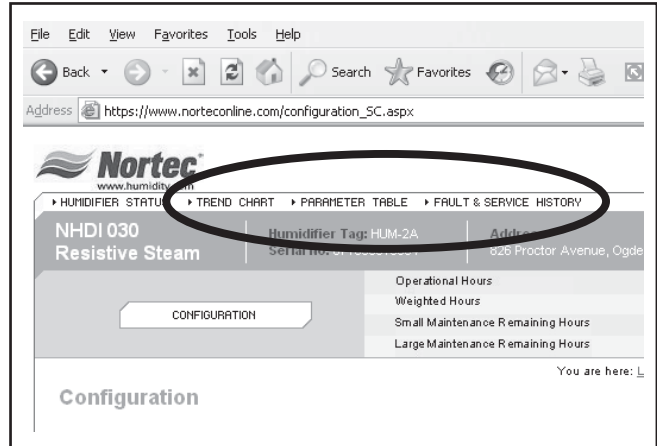 File Edit View Favorites Tools Help
Back Search Favorites
Address https://www.norteconline.com/configuration_SC.aspx
Nortec
www.humidity.com
HUMIDIFIER STATUS TREND CHART PARAMETER TABLE FAULT & SERVICE HISTORY
NHDI 030 Humidifier Tag: HUM-2A
Resistive Steam Serial no: 826 Proctor Avenue, Ogde
Operational Hours
Weighted Hours
CONFIGURATION
Small Maintenance Remaining Hours
Large Maintenance Remaining Hours
You are here: L
Configuration